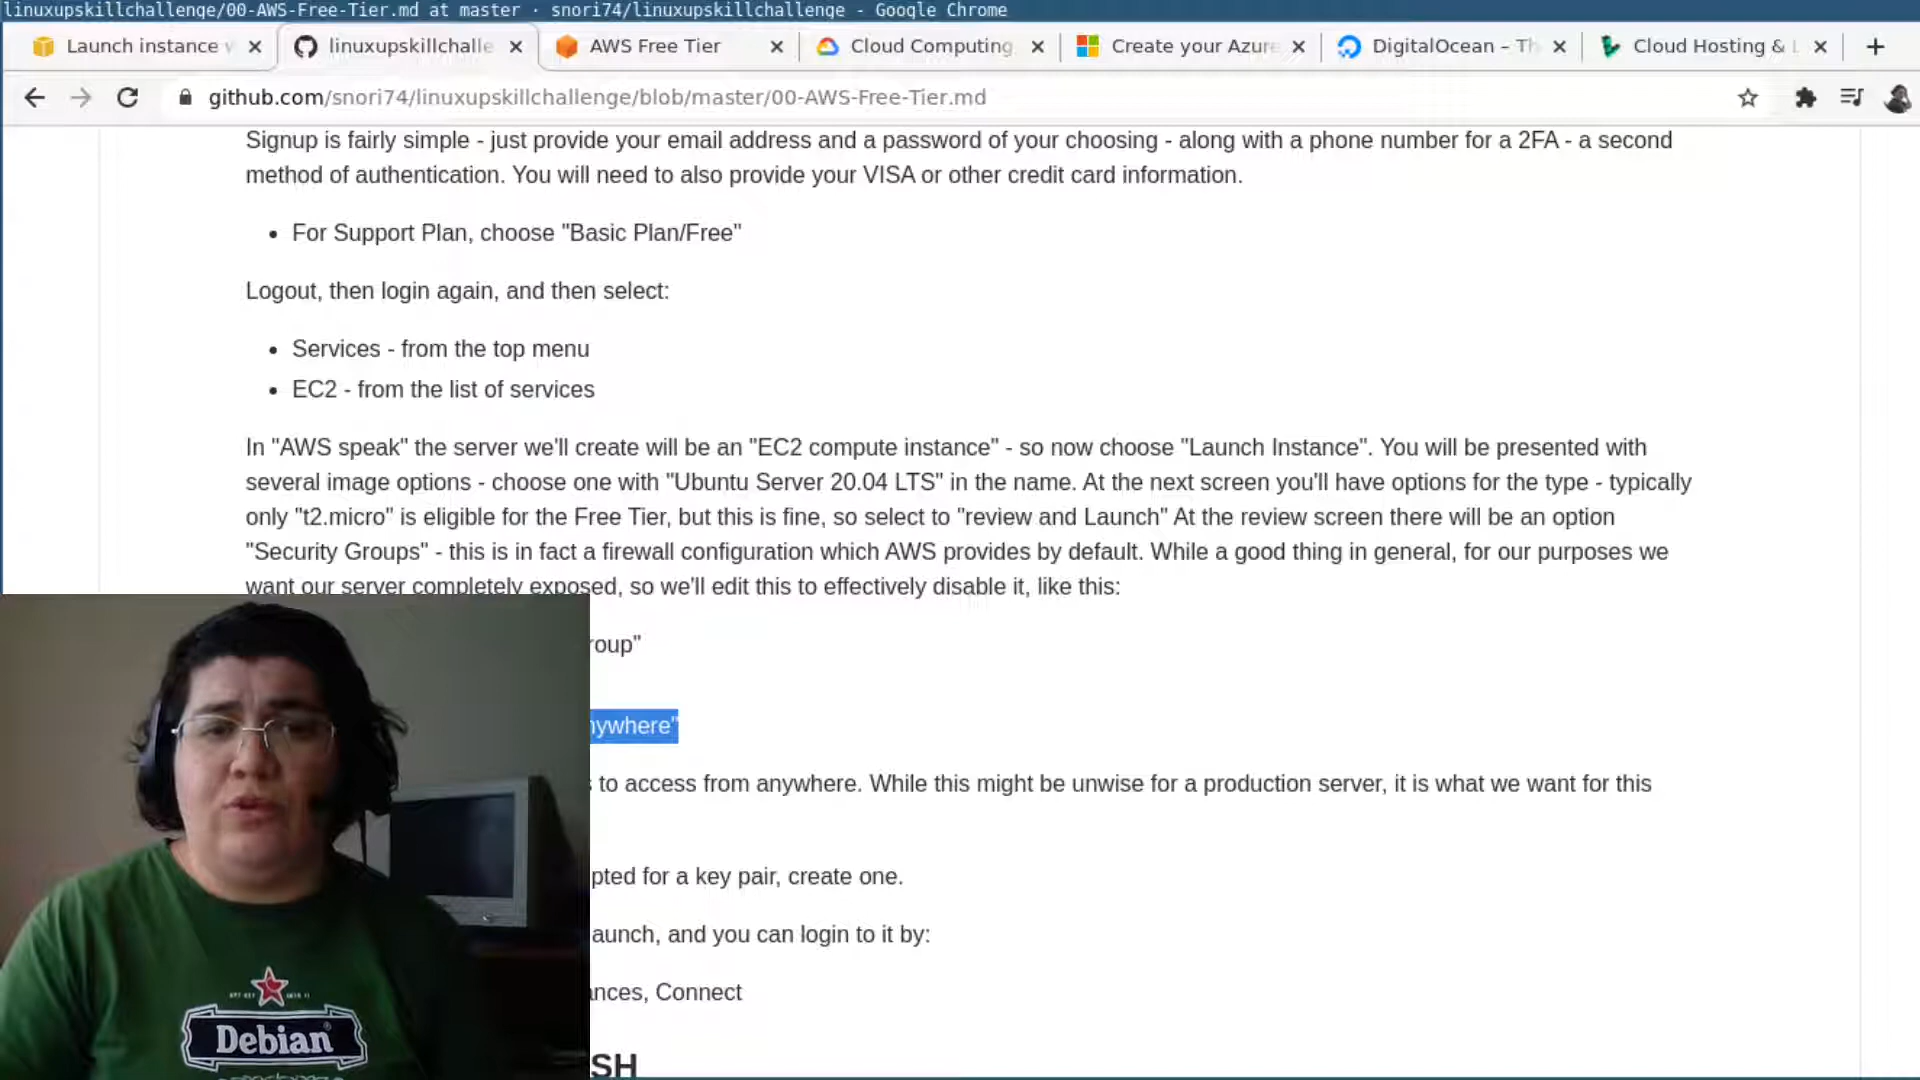 linuxupskillchallenge/00-AWS-Free-Tier.md at master · snori74/linuxupskillchallenge - Google Chrome
Launch instance
linuxupskillchalle
AWS Free Tier
Cloud Computing
Create your Azure
DigitalOcean – Th
Cloud Hosting &
github.com/snori74/linuxupskillchallenge/blob/master/00-AWS-Free-Tier.md
Signup is fairly simple - just provide your email address and a password of your choosing - along with a phone number for a 2FA - a second
method of authentication. You will need to also provide your VISA or other credit card information.
• For Support Plan, choose "Basic Plan/Free"
Logout, then login again, and then select:
• Services - from the top menu
• EC2 - from the list of services
In "AWS speak" the server we'll create will be an "EC2 compute instance" - so now choose "Launch Instance". You will be presented with
several image options - choose one with "Ubuntu Server 20.04 LTS" in the name. At the next screen you'll have options for the type - typically
only "t2.micro" is eligible for the Free Tier, but this is fine, so select to "review and Launch" At the review screen there will be an option
"Security Groups" - this is in fact a firewall configuration which AWS provides by default. While a good thing in general, for our purposes we
want our server completely exposed, so we'll edit this to effectively disable it, like this:
roup"
nywhere"
s to access from anywhere. While this might be unwise for a production server, it is what we want for this
pted for a key pair, create one.
aunch, and you can login to it by:
ances, Connect
SH
Debian